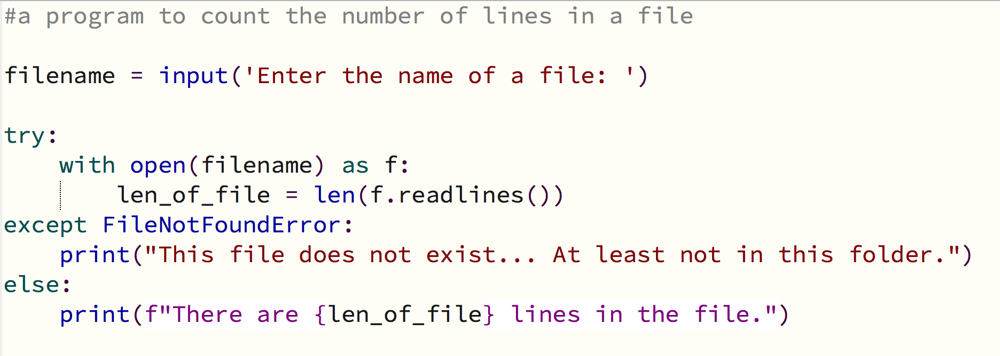 #a program to count the number of lines in a file
filename = input('Enter the name of a file: ')
try:
    with open(filename) as f:
        len_of_file = len(f.readlines())
except FileNotFoundError:
    print("This file does not exist... At least not in this folder.")
else:
    print(f"There are {len_of_file} lines in the file.")